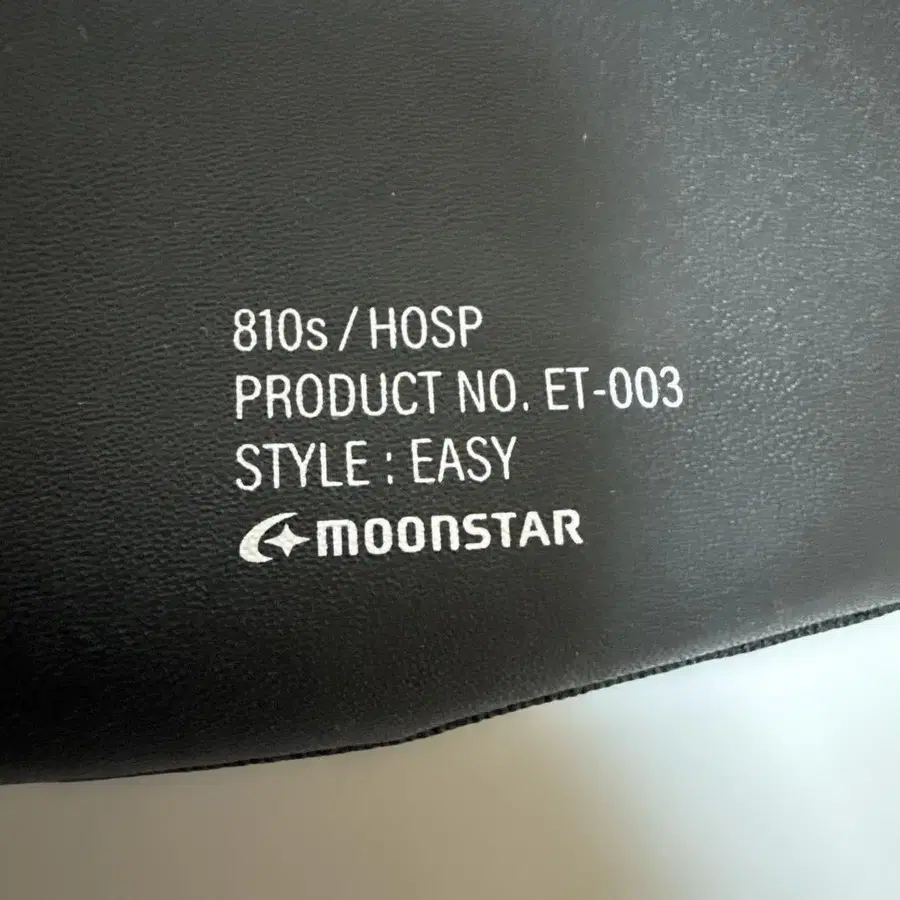 810s / HOSP
PRODUCT NO. ET-003
STYLE : EASY
MOONSTAR